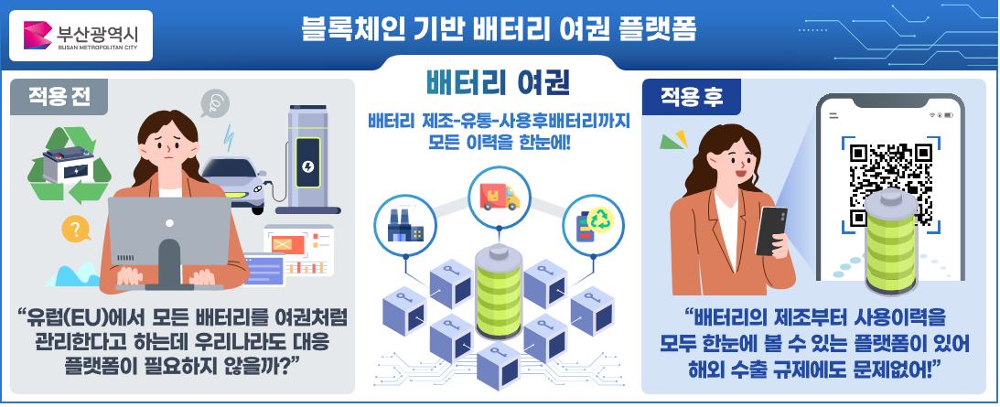 부산광역시
BUSAN METROPOLITAN CITY
블록체인 기반 배터리 여권 플랫폼
적용 전
?
“유럽(EU)에서 모든 배터리를 여권처럼
관리한다고 하는데 우리나라도 대응
플랫폼이 필요하지 않을까?”
배터리 여권
배터리 제조-유통-사용후배터리까지
모든 이력을 한눈에!
적용 후
“배터리의 제조부터 사용이력을
모두 한눈에 볼 수 있는 플랫폼이 있어
해외 수출 규제에도 문제없어!”